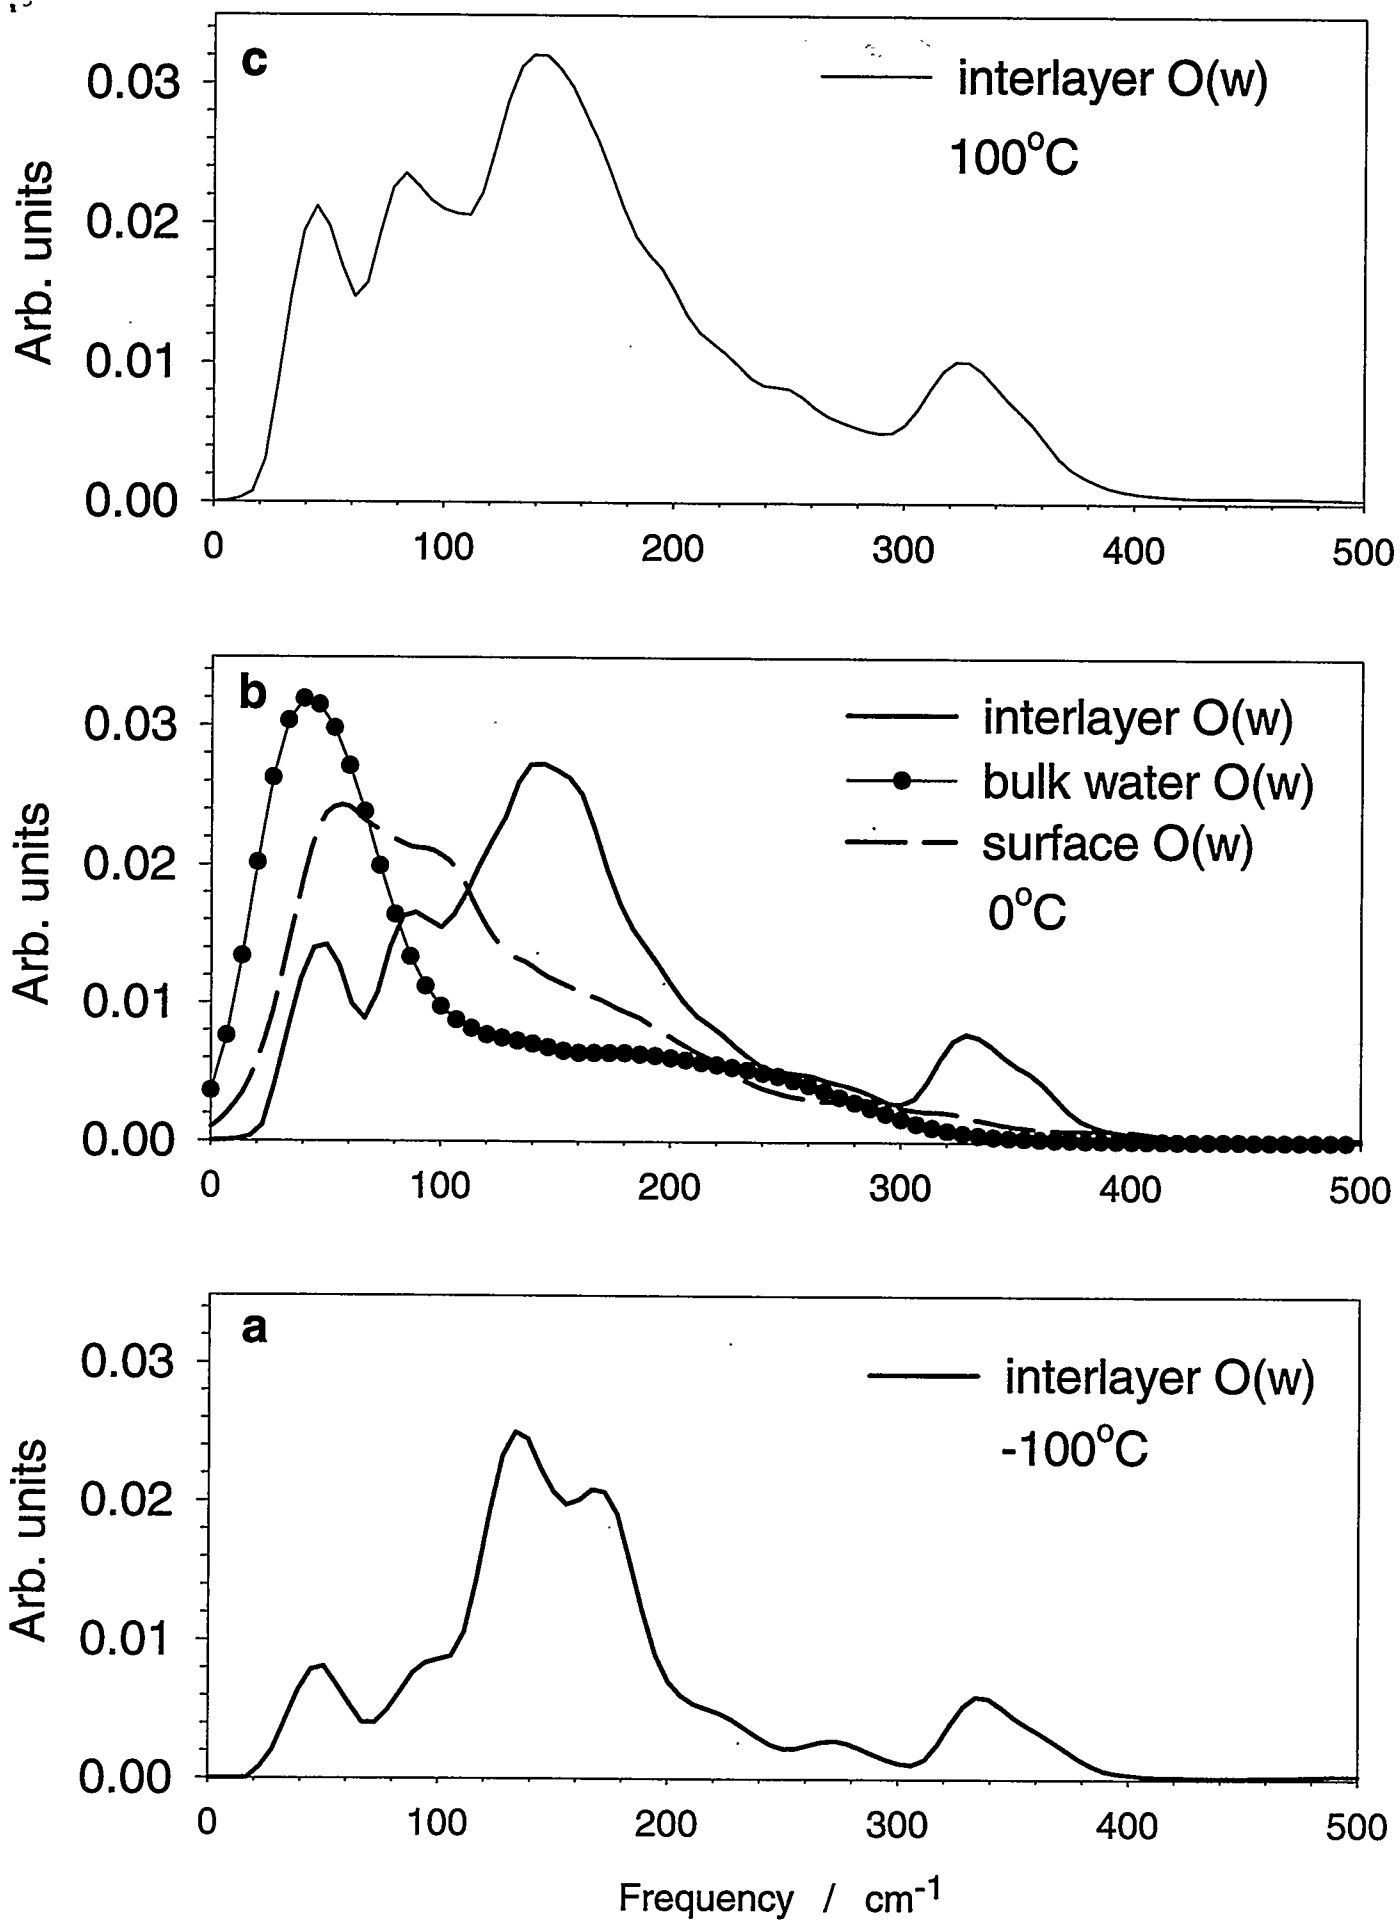 c
interlayer O(w)
100°C
Arb. units
0.03
0.02
0.01
0.00
0 100 200 300 400 500
b
interlayer O(w)
bulk water O(w)
surface O(w)
0°C
Arb. units
0.03
0.02
0.01
0.00
0 100 200 300 400 500
a
interlayer O(w)
-100°C
Arb. units
0.03
0.02
0.01
0.00
0 100 200 300 400 500
Frequency / cm⁻¹